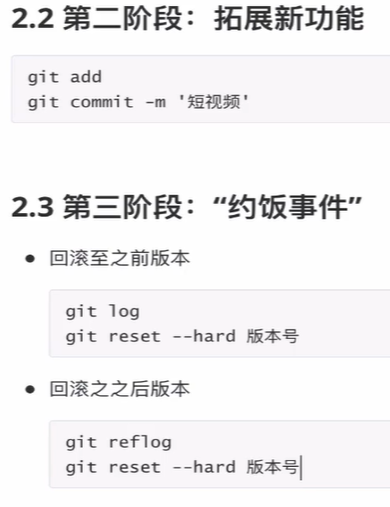 2.2 第二阶段：拓展新功能
git add
git commit -m '短视频'
2.3 第三阶段：“约饭事件”
回滚至之前版本
git log
git reset --hard 版本号
回滚之之后版本
git reflog
git reset --hard 版本号